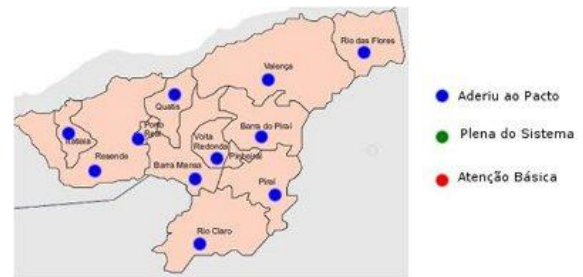 Rio das Flores
Valença
Quatis
Porto
Real
Itatiaia
Resende
Volta
Redonda
Barra do Piraí
Pinheiral
Barra Mansa
Piraí
Rio Claro
Aderiu ao Pacto
Plena do Sistema
Atenção Básica